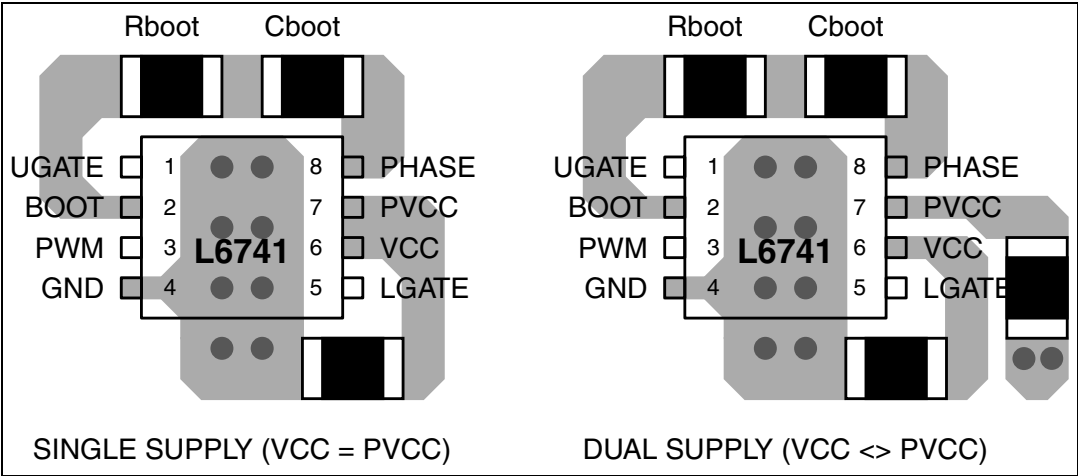 Rboot Cboot
UGATE 1 8 PHASE
BOOT 2 7 PVCC
PWM 3 L6741 6 VCC
GND 4 5 LGATE
SINGLE SUPPLY (VCC = PVCC)
Rboot Cboot
UGATE 1 8 PHASE
BOOT 2 7 PVCC
PWM 3 L6741 6 VCC
GND 4 5 LGATE
DUAL SUPPLY (VCC <> PVCC)